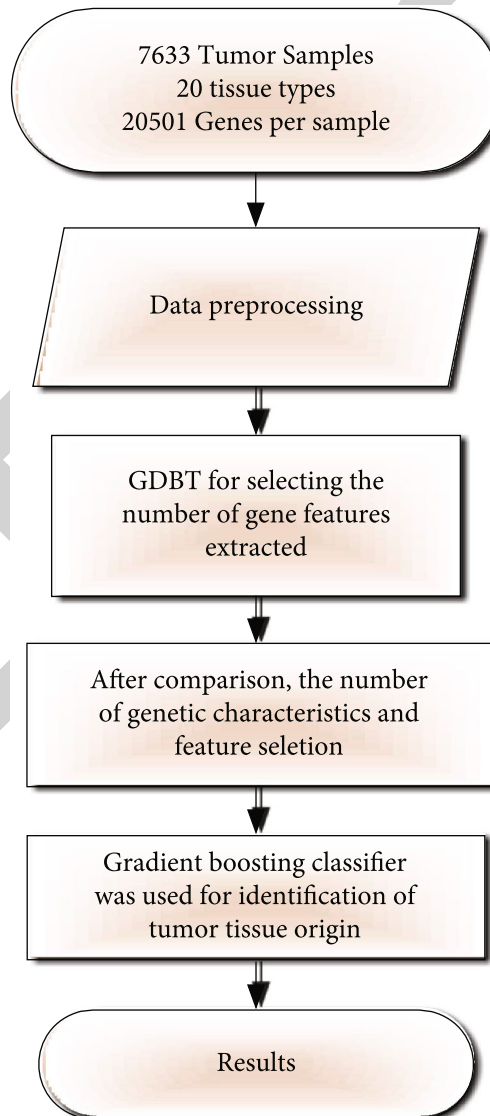 7633 Tumor Samples
20 tissue types
20501 Genes per sample
Data preprocessing
GDBT for selecting the
number of gene features
extracted
After comparison, the number
of genetic characteristics and
feature seletion
Gradient boosting classifier
was used for identification of
tumor tissue origin
Results